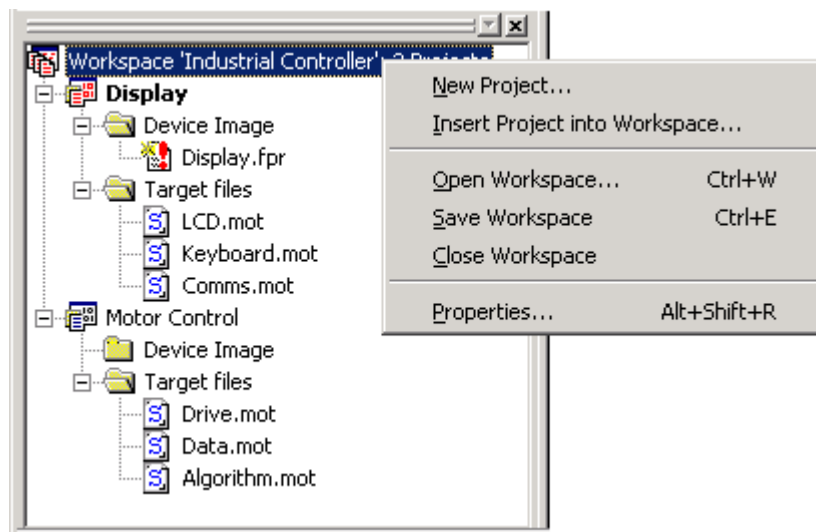 Workspace 'Industrial Controller': 2 Projects
Display
Device Image
Display.fpr
Target files
LCD.mot
Keyboard.mot
Comms.mot
Motor Control
Device Image
Target files
Drive.mot
Data.mot
Algorithm.mot
New Project...
Insert Project into Workspace...
Open Workspace... Ctrl+W
Save Workspace Ctrl+E
Close Workspace
Properties... Alt+Shift+R